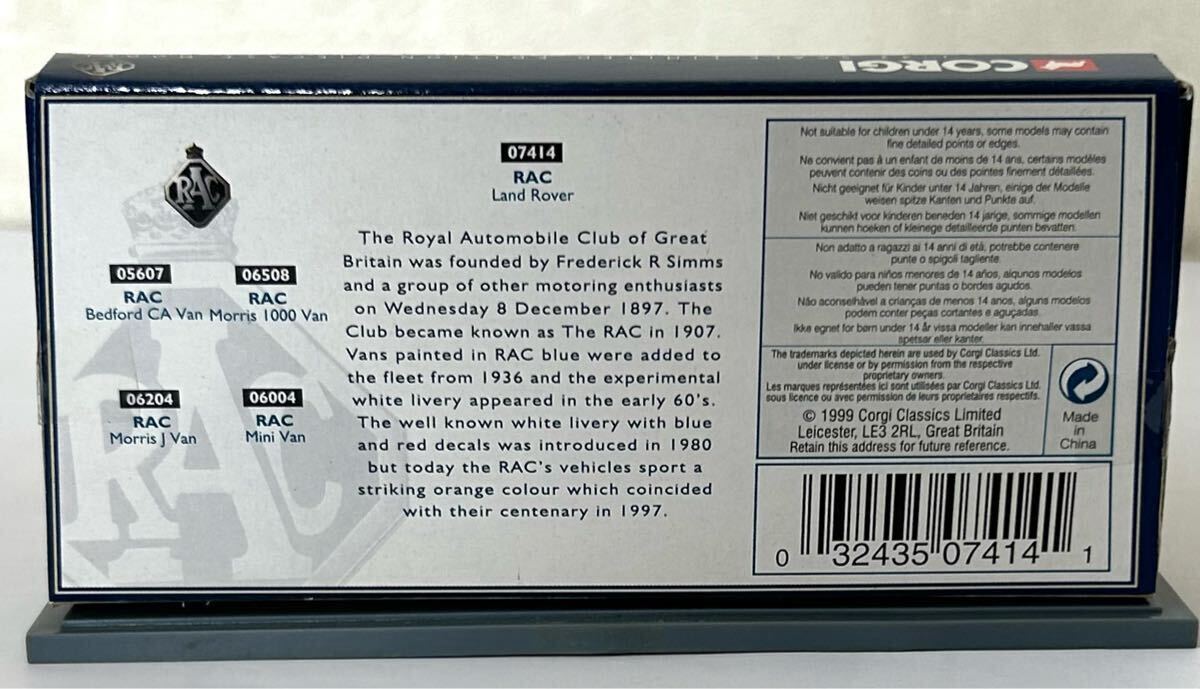 CORGI
RAC
05607
RAC
Bedford CA Van
06508
RAC
Morris 1000 Van
06204
RAC
Morris J Van
06004
RAC
Mini Van
07414
RAC
Land Rover
The Royal Automobile Club of Great
Britain was founded by Frederick R Simms
and a group of other motoring enthusiasts
on Wednesday 8 December 1897. The
Club became known as The RAC in 1907.
Vans painted in RAC blue were added to
the fleet from 1936 and the experimental
white livery appeared in the early 60's.
The well known white livery with blue
and red decals was introduced in 1980
but today the RAC's vehicles sport a
striking orange colour which coincided
with their centenary in 1997.
Not suitable for children under 14 years, some models may contain
fine detailed points or edges.
Ne convient pas à un enfant de moins de 14 ans, certains modèles
peuvent contenir des coins ou des pointes finement détaillées.
Nicht geeignet für Kinder unter 14 Jahren, einige der Modelle
weisen spitze Kanten und Punkte auf.
Niet geschikt voor kinderen beneden 14 jarige, sommige modellen
kunnen hoeken of kleinege detailleerde punten bevatten.
Non adatto a ragazzi ai 14 anni di età, potrebbe contenere
punte o spigoli tagliente.
No valido para niños menores de 14 años, algunos modelos
pueden tener puntas o bordes agudos.
Não aconselhável a crianças de menos 14 anos, alguns modelos
podem conter peças cortantes e aguçadas.
Ikke egnet for børn under 14 år vissa modeller kan innehaller vassa
spetsar eller kanter.
The trademarks depicted herein are used by Corgi Classics Ltd.
under license or by permission from the respective
proprietary owners.
Les marques représentées ici sont utilisées par Corgi Classics Ltd.
sous licence ou avec permission de leurs propriétaires respectifs.
© 1999 Corgi Classics Limited
Leicester, LE3 2RL, Great Britain
Retain this address for future reference.
Made
in
China
0 32435 07414 1